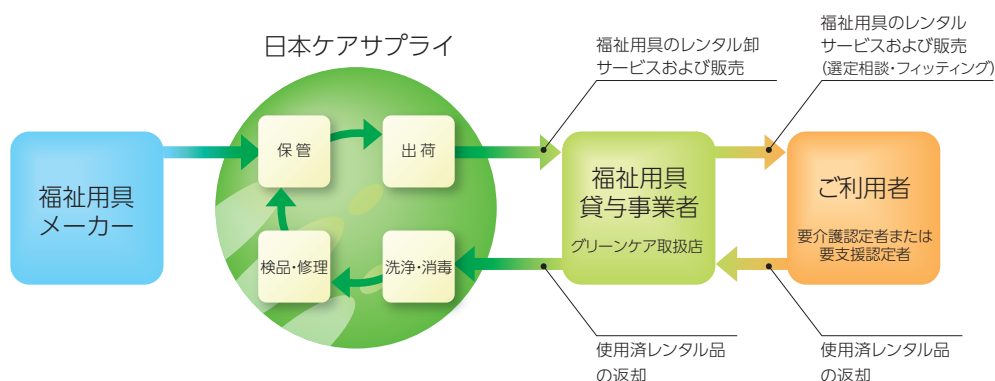 日本ケアサプライ
福祉用具のレンタル卸
サービスおよび販売
福祉用具のレンタル
サービスおよび販売
(選定相談・フィッティング)
福祉用具
メーカー
保管
出荷
検品・修理
洗浄・消毒
福祉用具
貸与事業者
グリーンケア取扱店
ご利用者
要介護認定者または
要支援認定者
使用済レンタル品
の返却
使用済レンタル品
の返却